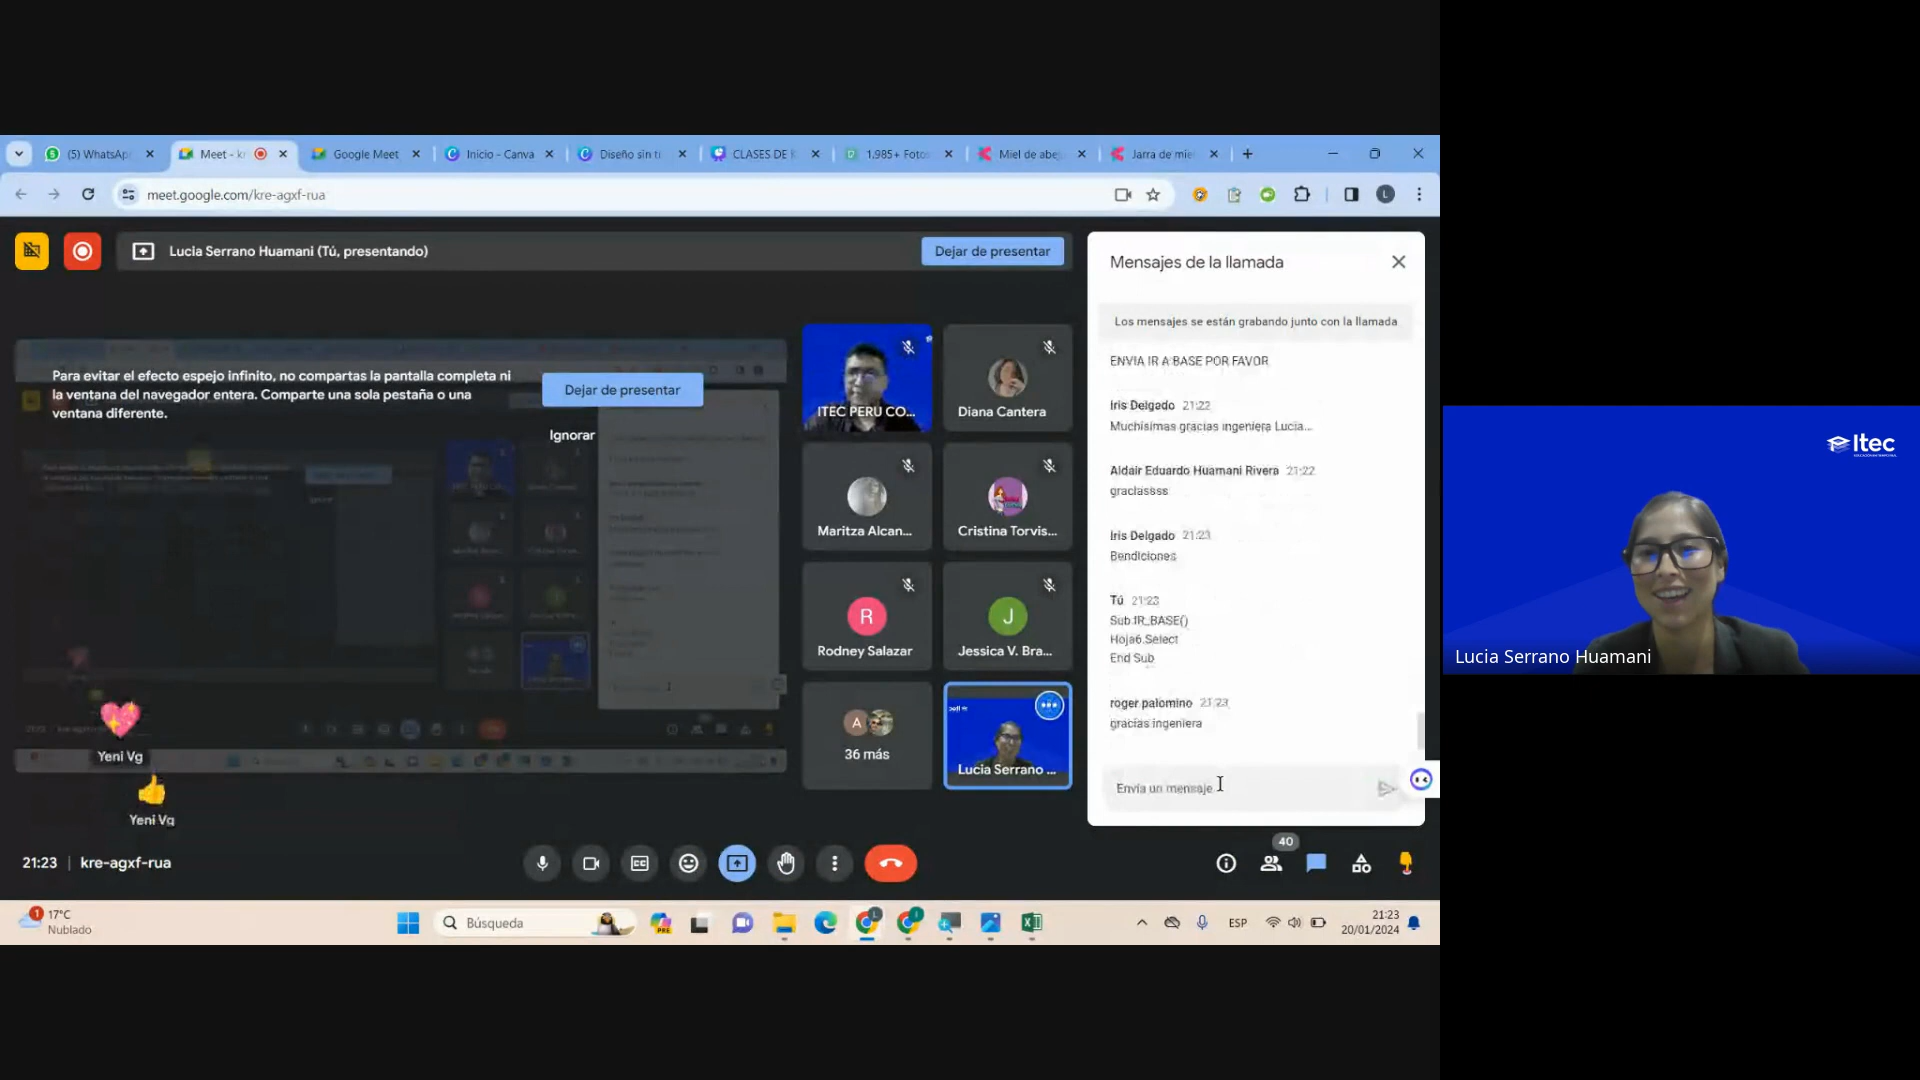 (5) WhatsAp
Meet - k
Google Meet
Inicio - Canva
Diseño sin ti
CLASES DE
1,985+ Fotos
Miel de abe
Jarra de mie
meet.google.com/kre-agxf-rua
L
Lucia Serrano Huamani (Tú, presentando)
Dejar de presentar
Para evitar el efecto espejo infinito, no compartas la pantalla completa ni
la ventana del navegador entera. Comparte una sola pestaña o una
ventana diferente.
Dejar de presentar
Ignorar
ITEC PERU CO...
Diana Cantera
Maritza Alcan...
Cristina Torvis...
R
Rodney Salazar
J
Jessica V. Bra...
A
36 más
Lucia Serrano ...
Mensajes de la llamada
Los mensajes se están grabando junto con la llamada
ENVIA IR A BASE POR FAVOR
Iris Delgado 21:22
Muchisimas gracias ingeniera Lucia...
Aldair Eduardo Huamani Rivera 21:22
graciassss
Iris Delgado 21:23
Bendiciones
Tú 21:23
Sub IR_BASE()
Hoja6.Select
End Sub
roger palomino 21:23
gracias ingeniera
Envía un mensaje
Yeni Vg
Yeni Vg
21:23 | kre-agxf-rua
40
1
17°C
Nublado
Búsqueda
PRE
ESP
21:23
20/01/2024
Itec
Lucia Serrano Huamani